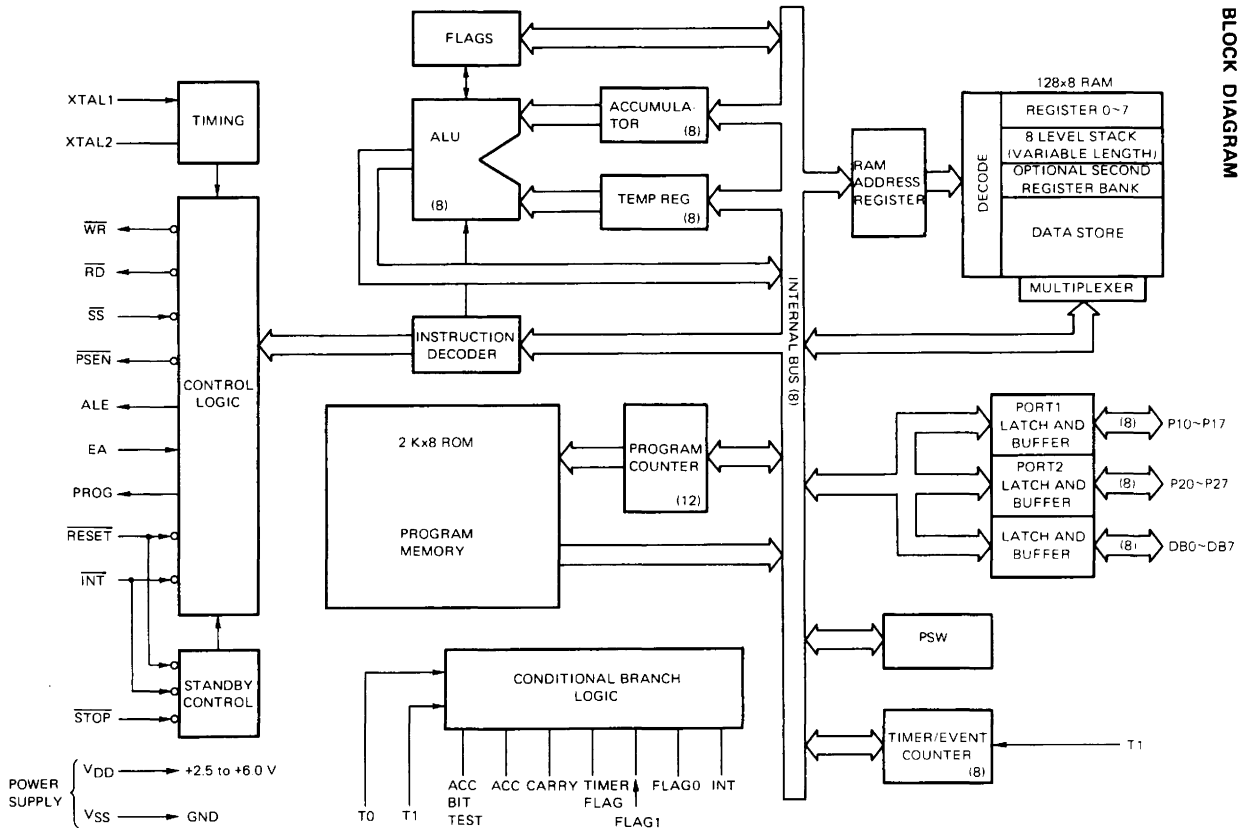 BLOCK DIAGRAM
FLAGS
XTAL1
XTAL2
TIMING
ALU
(8)
ACCUMULA-
TOR
(8)
TEMP REG
(8)
128x8 RAM
DECODE
REGISTER 0~7
8 LEVEL STACK
(VARIABLE LENGTH)
OPTIONAL SECOND
REGISTER BANK
DATA STORE
MULTIPLEXER
RAM
ADDRESS
REGISTER
INTERNAL BUS (8)
WR
RD
SS
PSEN
ALE
EA
PROG
RESET
INT
CONTROL
LOGIC
INSTRUCTION
DECODER
2 Kx8 ROM
PROGRAM
MEMORY
PROGRAM
COUNTER
(12)
PORT1
LATCH AND
BUFFER
(8)
P10~P17
PORT2
LATCH AND
BUFFER
(8)
P20~P27
LATCH AND
BUFFER
(8)
DB0~DB7
PSW
TIMER/EVENT
COUNTER
(8)
T1
STANDBY
CONTROL
STOP
CONDITIONAL BRANCH
LOGIC
T0
T1
ACC
BIT
TEST
ACC
CARRY
TIMER
FLAG
FLAG1
FLAG0
INT
POWER
SUPPLY
VDD
+2.5 to +6.0 V
VSS
GND